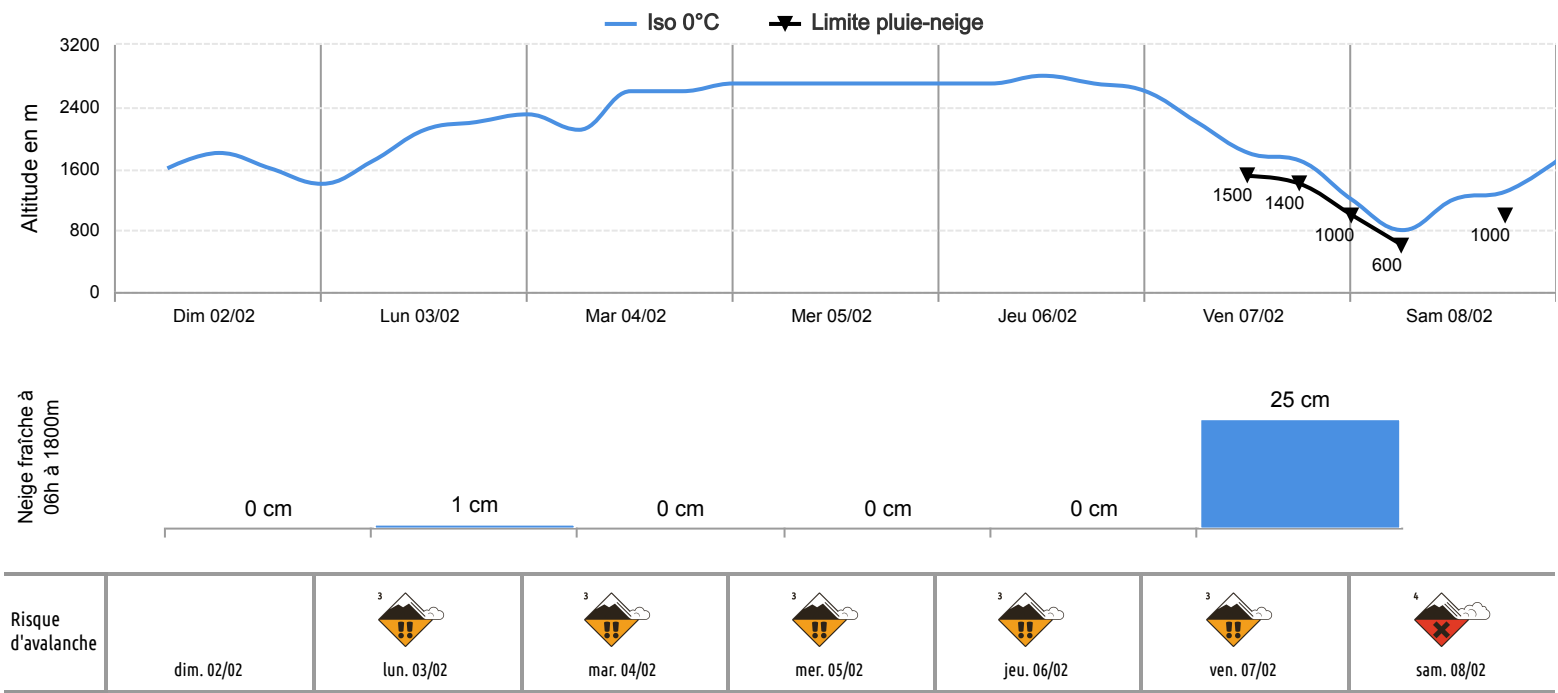 Iso 0°C Limite pluie-neige
Altitude en m
3200
2400
1600
800
0
1500
1400
1000
600
1000
Dim 02/02 Lun 03/02 Mar 04/02 Mer 05/02 Jeu 06/02 Ven 07/02 Sam 08/02
Neige fraîche à
06h à 1800m
0 cm 1 cm 0 cm 0 cm 0 cm 25 cm
Risque
d'avalanche
3 3 3 3 3 4
!! !! !! !! !!
dim. 02/02 lun. 03/02 mar. 04/02 mer. 05/02 jeu. 06/02 ven. 07/02 sam. 08/02